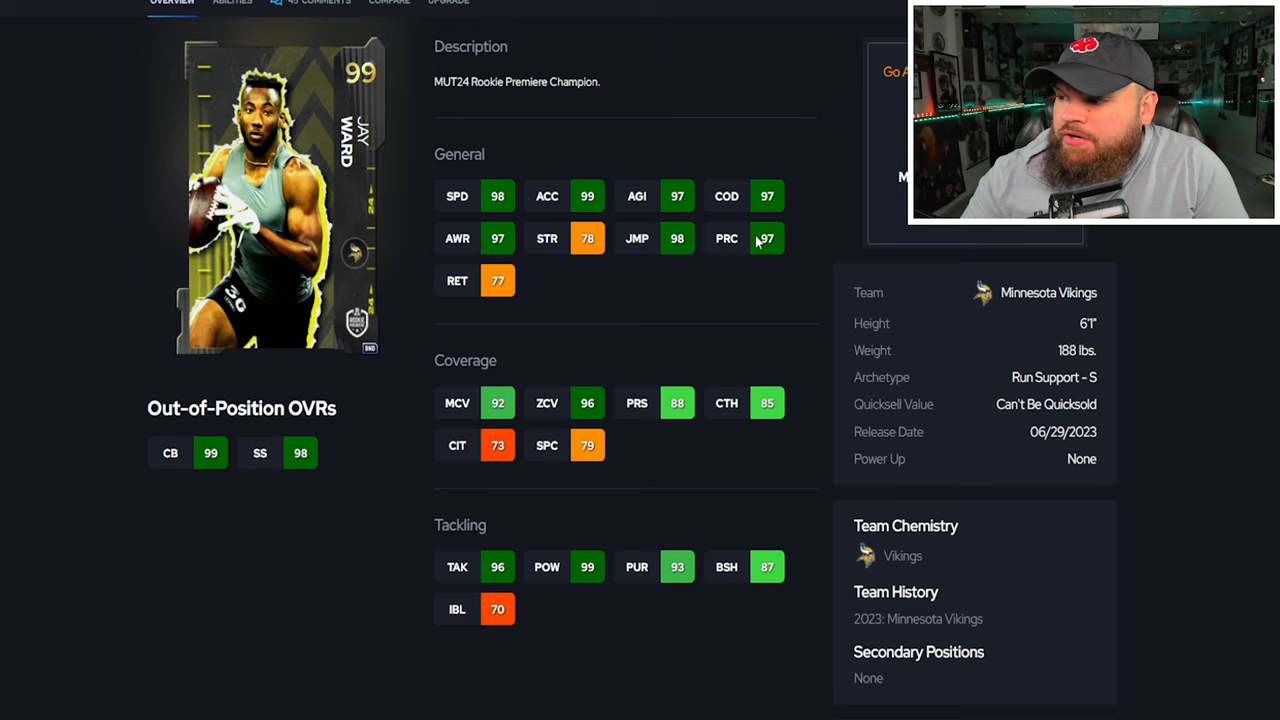 OVERVIEW ABILITIES 45 COMMENTS COMPARE UPGRADE
99
JAY WARD
24
24
BND
Out-of-Position OVRs
CB 99 SS 98
Description
MUT24 Rookie Premiere Champion.
General
SPD 98 ACC 99 AGI 97 COD 97
AWR 97 STR 78 JMP 98 PRC 97
RET 77
Coverage
MCV 92 ZCV 96 PRS 88 CTH 85
CIT 73 SPC 79
Tackling
TAK 96 POW 99 PUR 93 BSH 87
IBL 70
Go A
M
Team Minnesota Vikings
Height 6'1"
Weight 188 lbs.
Archetype Run Support - S
Quicksell Value Can't Be Quicksold
Release Date 06/29/2023
Power Up None
Team Chemistry
Vikings
Team History
2023: Minnesota Vikings
Secondary Positions
None